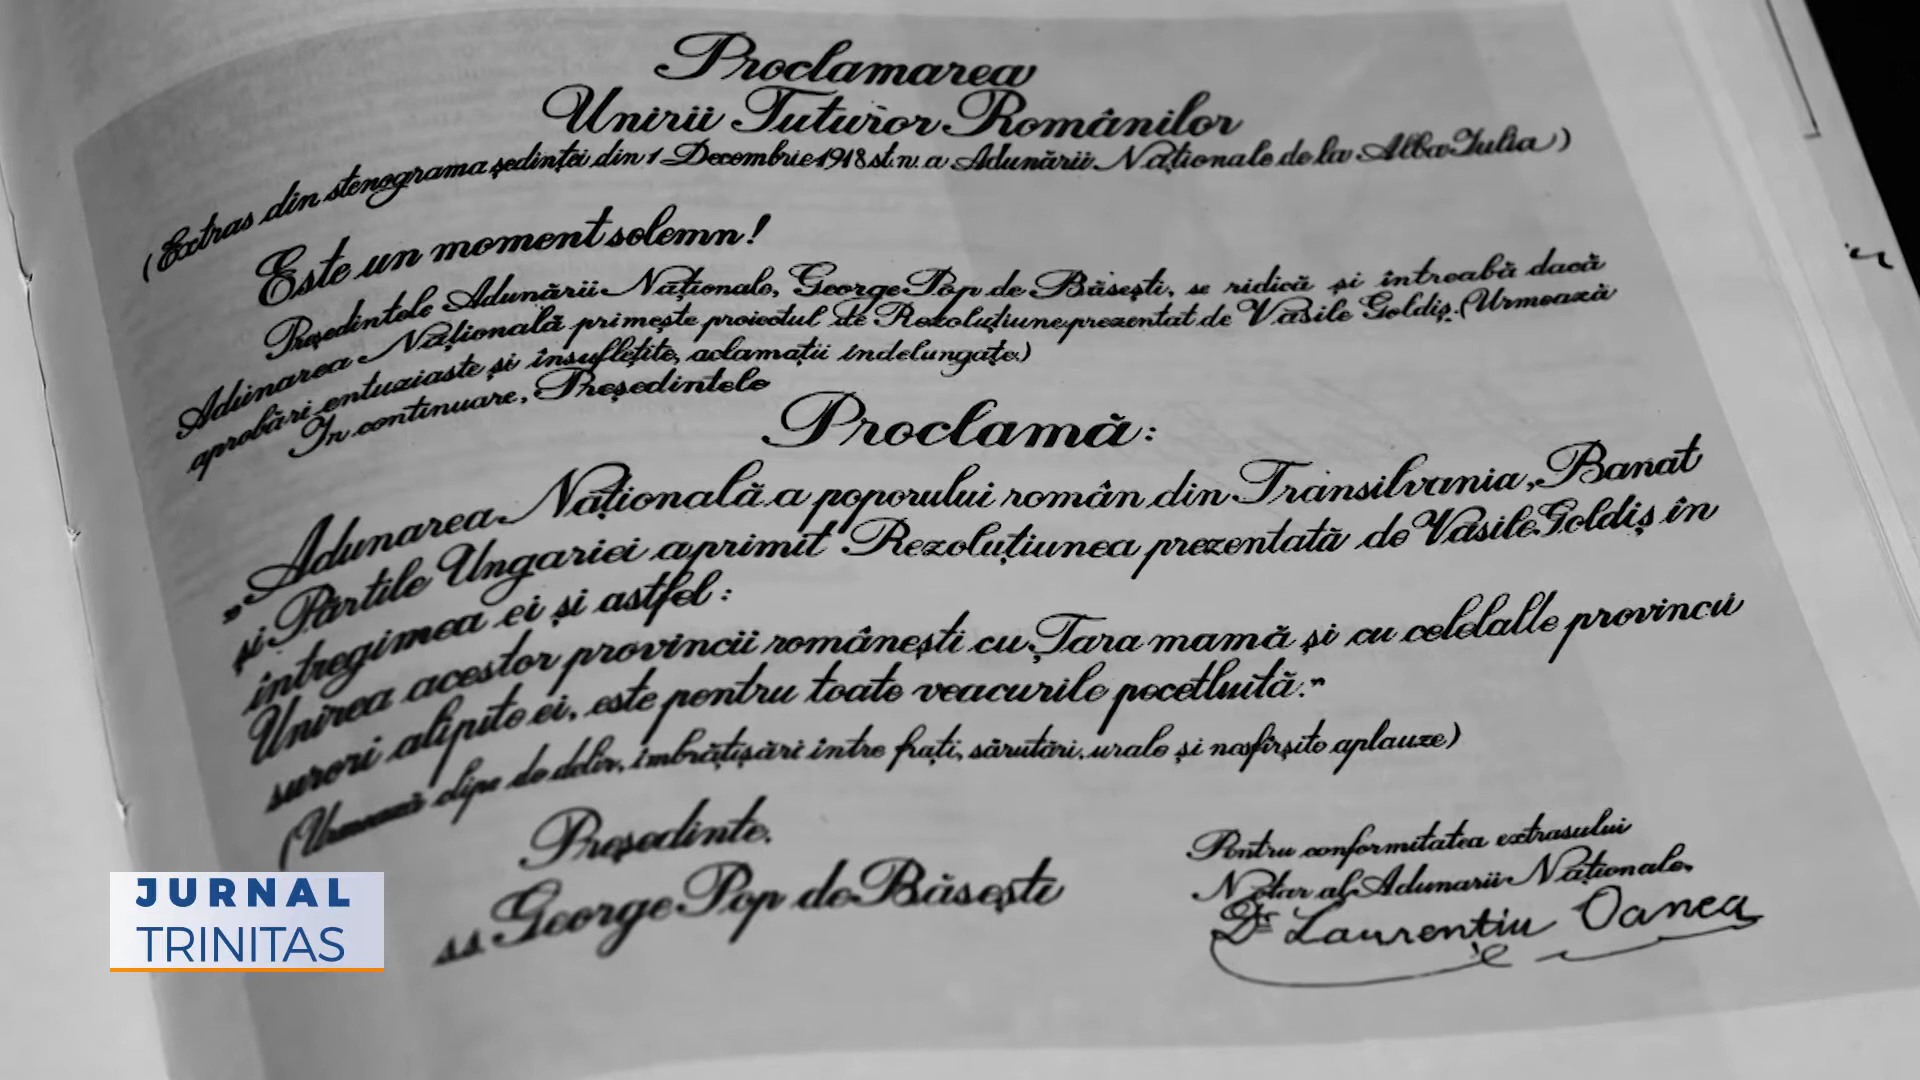 Proclamarea
Unirii Tuturor Românilor
(Extras din stenograma ședinței din 1 Decembrie 1918 st.n. a Adunării Naționale de la Alba Iulia)
Este un moment solemn!
Președintele Adunării Naționale, George Pop de Băsești, se ridică și întreabă dacă
Adunarea Națională primește proiectul de Rezoluțiune prezentat de Vasile Goldiș. (Urmează
aprobări entuziaste și însuflețite, aclamații îndelungate.)
In continuare, Președintele
Proclamă:
„Adunarea Națională a poporului român din Transilvania, Banat
și Părțile Ungariei a primit Rezoluțiunea prezentată de Vasile Goldiș în
întregimea ei și astfel:
Unirea acestor provincii românești cu Țara mamă și cu celelalte provincii
surori alipite ei, este pentru toate veacurile pecetluită.”
(Urmează clipe de delir, îmbrățișări între frați, sărutări, urale și nesfîrșite aplauze)
Președinte,
ss George Pop de Băsești
Pentru conformitatea extrasului
Notar al Adunarii Naționale,
Dr Laurențiu Oanea
JURNAL
TRINITAS